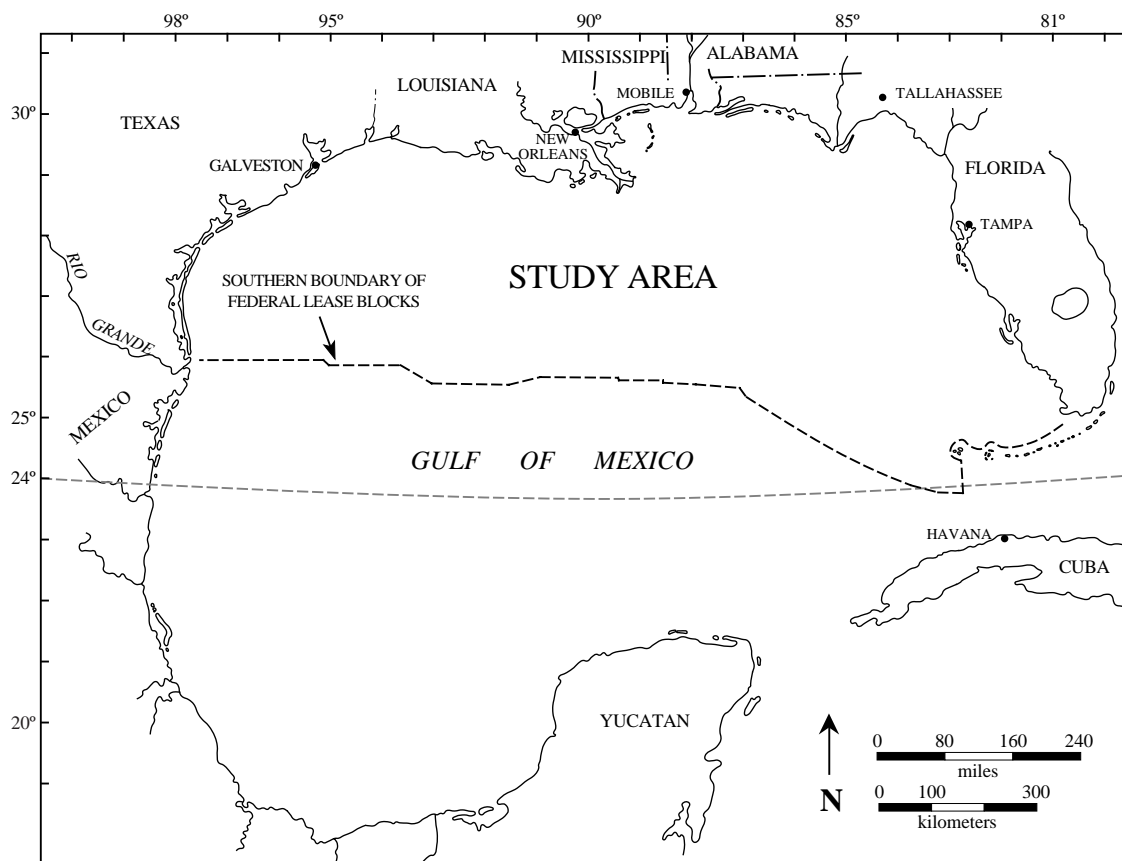 98º 95º 90º 85º 81º
MISSISSIPPI ALABAMA
LOUISIANA
MOBILE
TALLAHASSEE
30º
TEXAS
NEW
ORLEANS
GALVESTON
FLORIDA
TAMPA
RIO
GRANDE
SOUTHERN BOUNDARY OF
FEDERAL LEASE BLOCKS
STUDY AREA
MEXICO
25º
GULF OF MEXICO
24º
HAVANA
CUBA
20º
YUCATAN
N
0 80 160 240
miles
0 100 200 300
kilometers